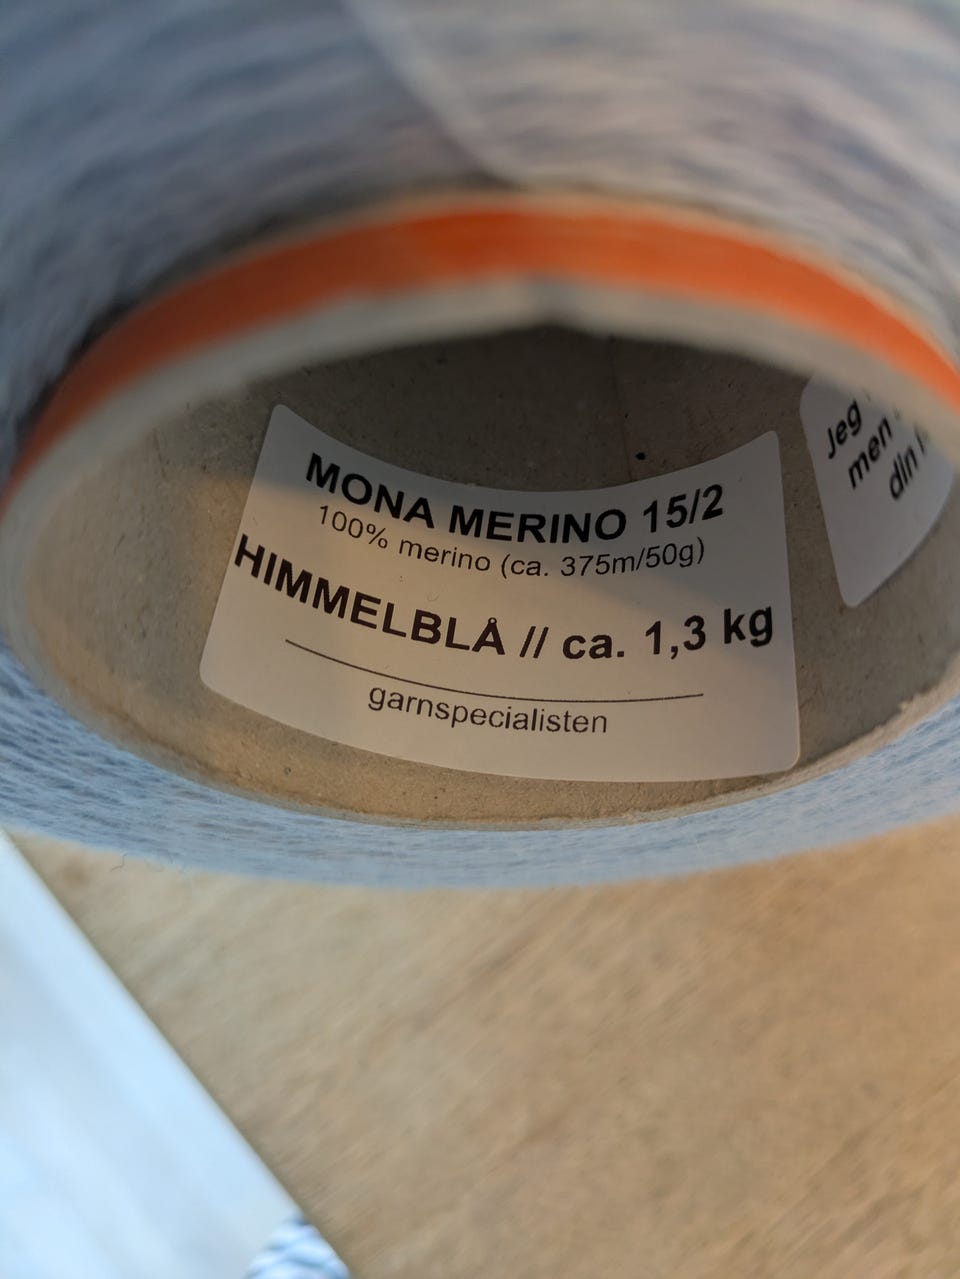 MONA MERINO 15/2
100% merino (ca. 375m/50g)
HIMMELBLÅ // ca. 1,3 kg
garnspecialisten
Jeg
men
din